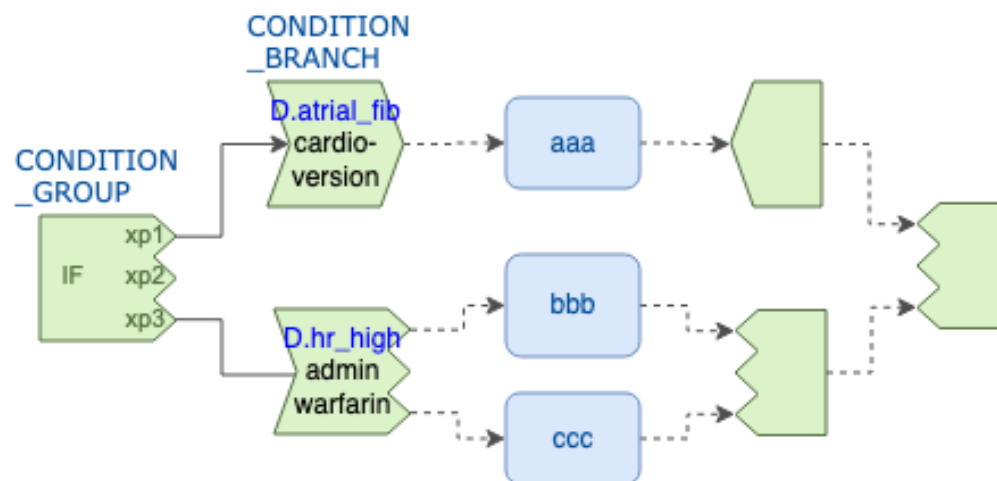 CONDITION
_BRANCH
D.atrial_fib
cardio-
version
aaa
CONDITION
_GROUP
xp1
IF
xp2
xp3
bbb
D.hr_high
admin
warfarin
ccc